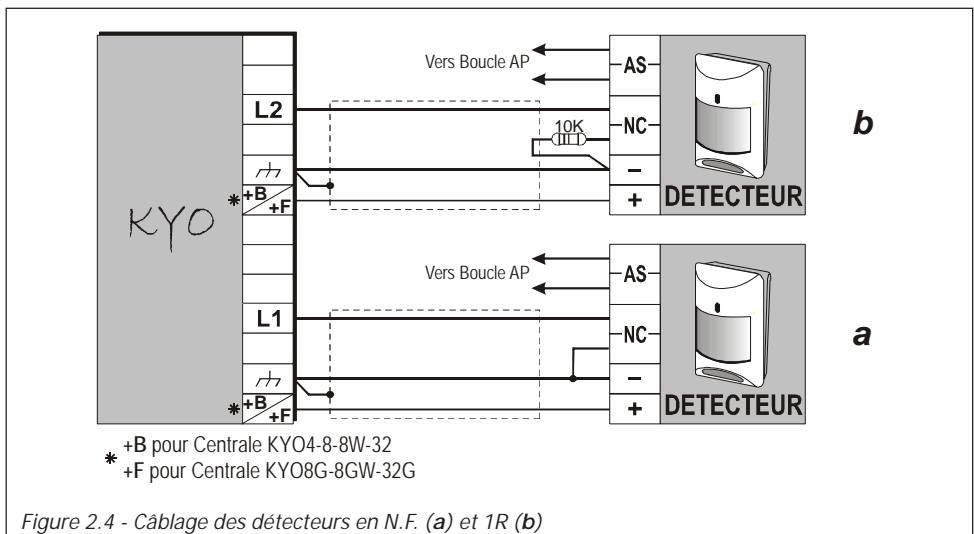 Vers Boucle AP
AS
L2
NC
10K
b
–
*+B
+F
+
DETECTEUR
KYO
Vers Boucle AP
AS
L1
NC
a
–
*+B
+F
+
DETECTEUR
* +B pour Centrale KYO4-8-8W-32
+F pour Centrale KYO8G-8GW-32G
Figure 2.4 - Câblage des détecteurs en N.F. (a) et 1R (b)